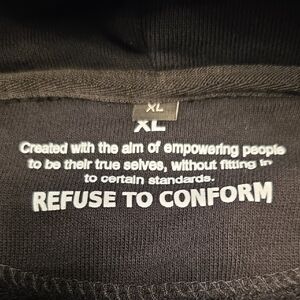 XL
XL
Created with the aim of empowering people
to be their true selves, without fitting in
to certain standards.
REFUSE TO CONFORM